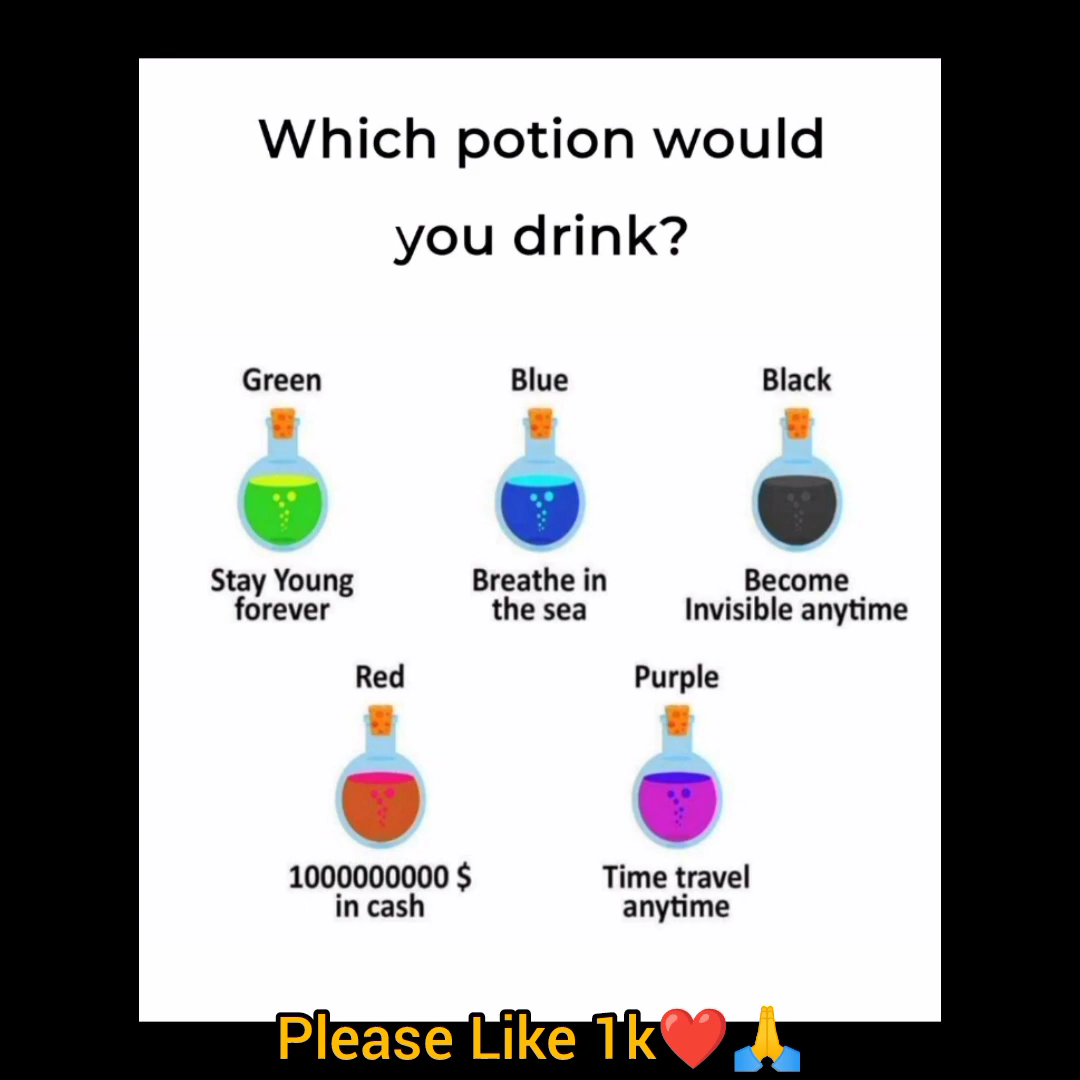 Which potion would
you drink?
Green
Blue
Black
Stay Young
forever
Breathe in
the sea
Become
Invisible anytime
Red
Purple
1000000000 $
in cash
Time travel
anytime
Please Like 1k❤️🙏